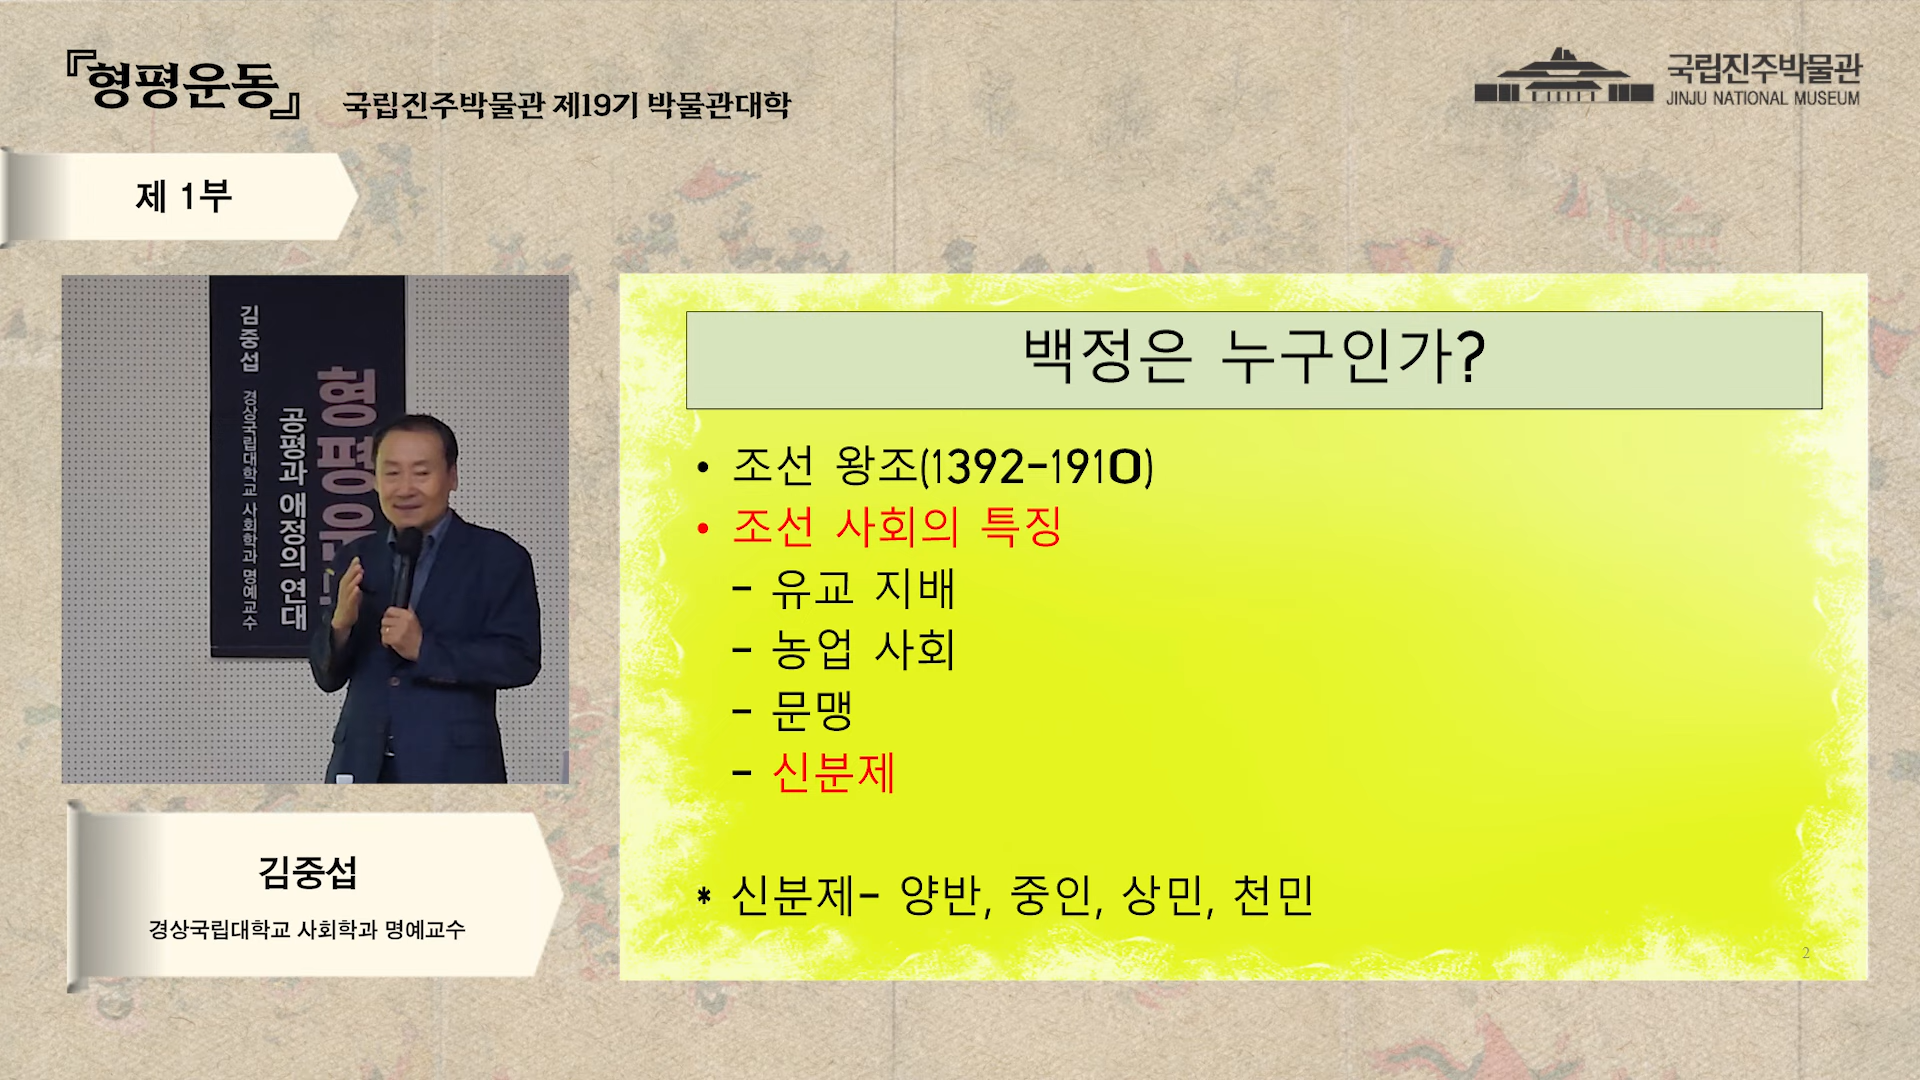 『형평운동』
국립진주박물관 제19기 박물관대학
국립진주박물관
JINJU NATIONAL MUSEUM
제 1부
김중섭
경상국립대학교 사회학과 명예교수
공평과 애정의 연대
형평운
김중섭
경상국립대학교 사회학과 명예교수
백정은 누구인가?
• 조선 왕조(1392-1910)
• 조선 사회의 특징
- 유교 지배
- 농업 사회
- 문맹
- 신분제
* 신분제- 양반, 중인, 상민, 천민
2